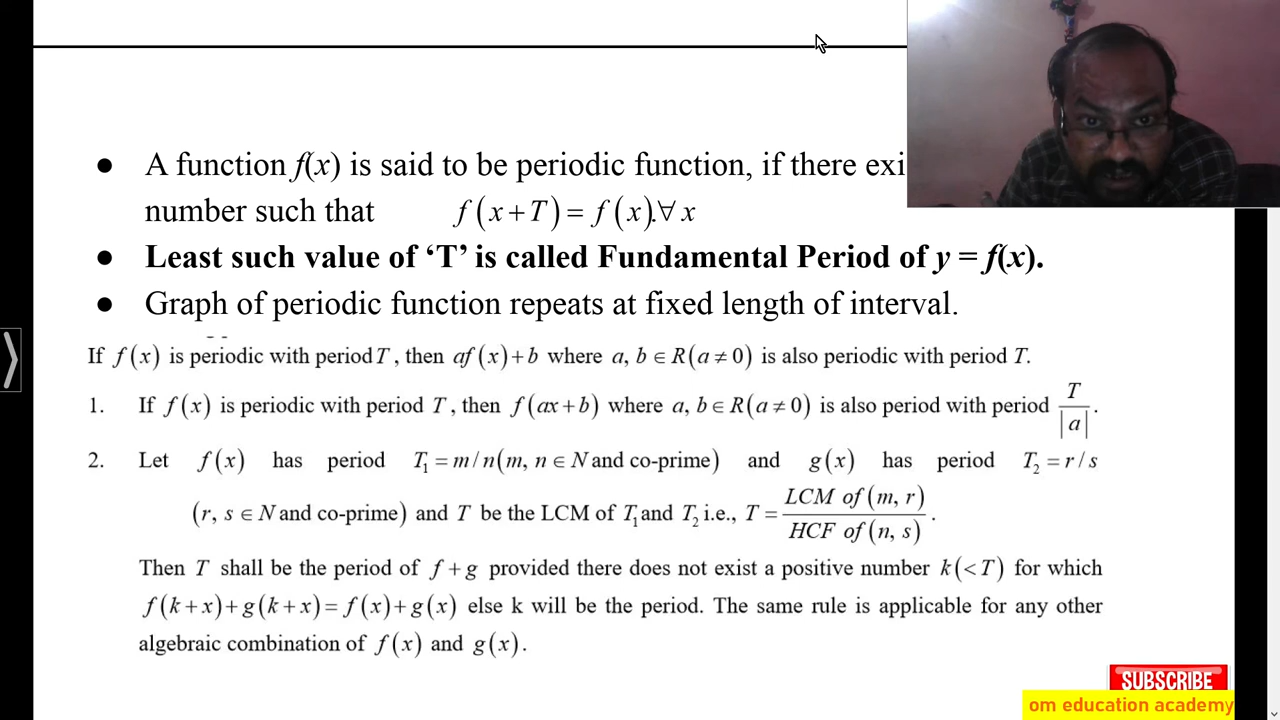 ● A function f(x) is said to be periodic function, if there exi
number such that f(x+T) = f(x).∀ x
● Least such value of ‘T’ is called Fundamental Period of y = f(x).
● Graph of periodic function repeats at fixed length of interval.
If f(x) is periodic with period T, then af(x)+b where a, b ∈ R(a ≠ 0) is also periodic with period T.
1. If f(x) is periodic with period T, then f(ax+b) where a, b ∈ R(a ≠ 0) is also period with period T/|a|.
2. Let f(x) has period T₁ = m/n(m, n ∈ N and co-prime) and g(x) has period T₂ = r/s
(r, s ∈ N and co-prime) and T be the LCM of T₁ and T₂ i.e., T = LCM of (m, r)/HCF of (n, s).
Then T shall be the period of f+g provided there does not exist a positive number k(<T) for which
f(k+x)+g(k+x)=f(x)+g(x) else k will be the period. The same rule is applicable for any other
algebraic combination of f(x) and g(x).
SUBSCRIBE
om education academy